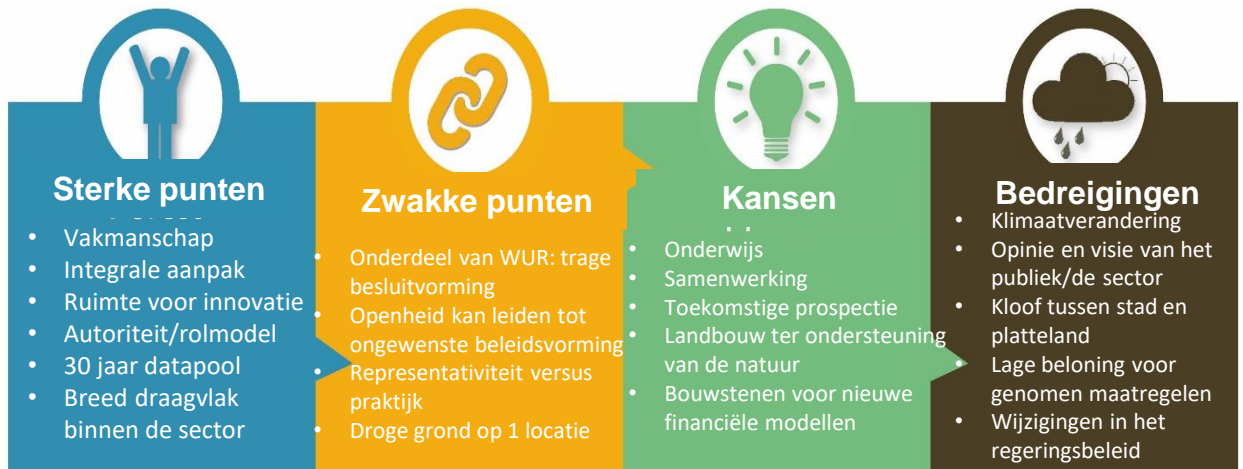 Sterke punten
• Vakmanschap
• Integrale aanpak
• Ruimte voor innovatie
• Autoriteit/rolmodel
• 30 jaar datapool
• Breed draagvlak
binnen de sector
Zwakke punten
• Onderdeel van WUR: trage
besluitvorming
• Openheid kan leiden tot
ongewenste beleidsvorming
• Representativiteit versus
praktijk
• Droge grond op 1 locatie
Kansen
• Onderwijs
• Samenwerking
• Toekomstige prospectie
• Landbouw ter ondersteuning
van de natuur
• Bouwstenen voor nieuwe
financiële modellen
Bedreigingen
• Klimaatverandering
• Opinie en visie van het
publiek/de sector
• Kloof tussen stad en
platteland
• Lage beloning voor
genomen maatregelen
• Wijzigingen in het
regeringsbeleid